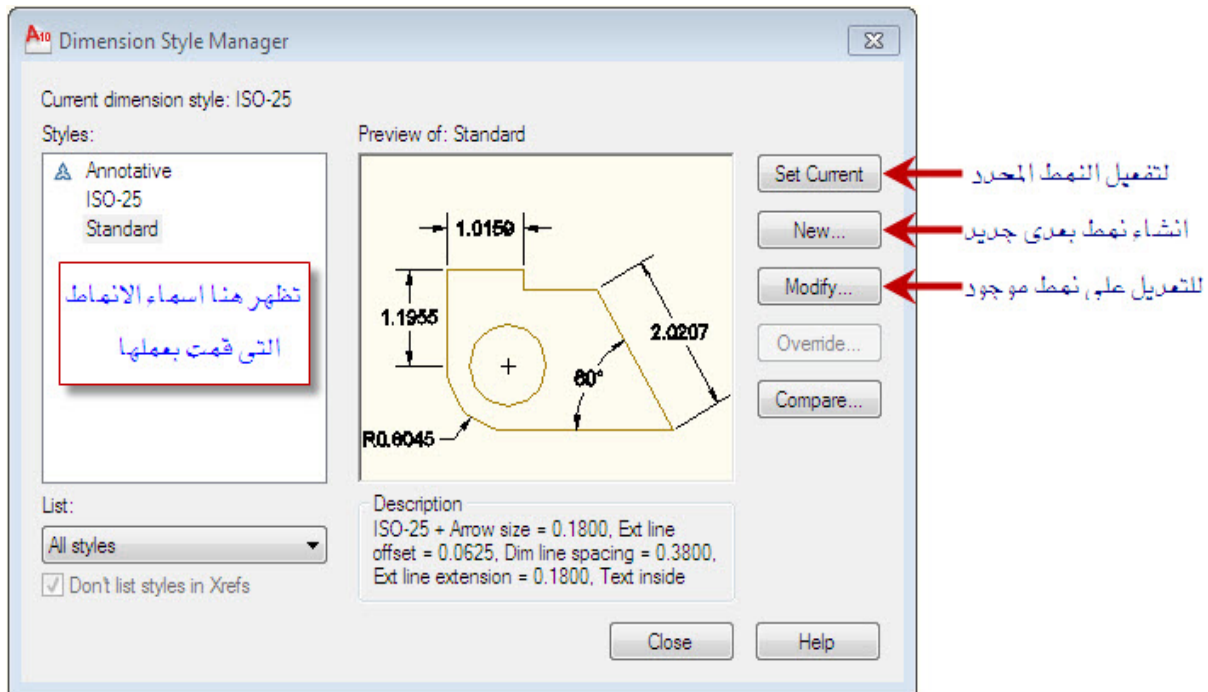 A10 Dimension Style Manager
Current dimension style: ISO-25
Styles:
Annotative
ISO-25
Standard
تظهر هنا اسماء الانماط
التى قمت بعملها
List:
All styles
Don't list styles in Xrefs
Preview of: Standard
1.0159
1.1955
2.0207
60°
R0.6045
Description
ISO-25 + Arrow size = 0.1800, Ext line
offset = 0.0625, Dim line spacing = 0.3800,
Ext line extension = 0.1800, Text inside
Set Current
لتفعيل النمط المحدد
New...
انشاء نمط بعدى جديد
Modify...
للتعديل على نمط موجود
Override...
Compare...
Close
Help